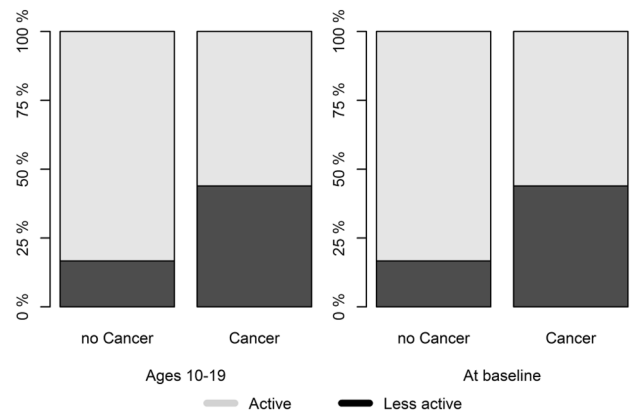 100 %
75 %
50 %
25 %
0 %
no Cancer
Cancer
Ages 10-19
100 %
75 %
50 %
25 %
0 %
no Cancer
Cancer
At baseline
Active
Less active